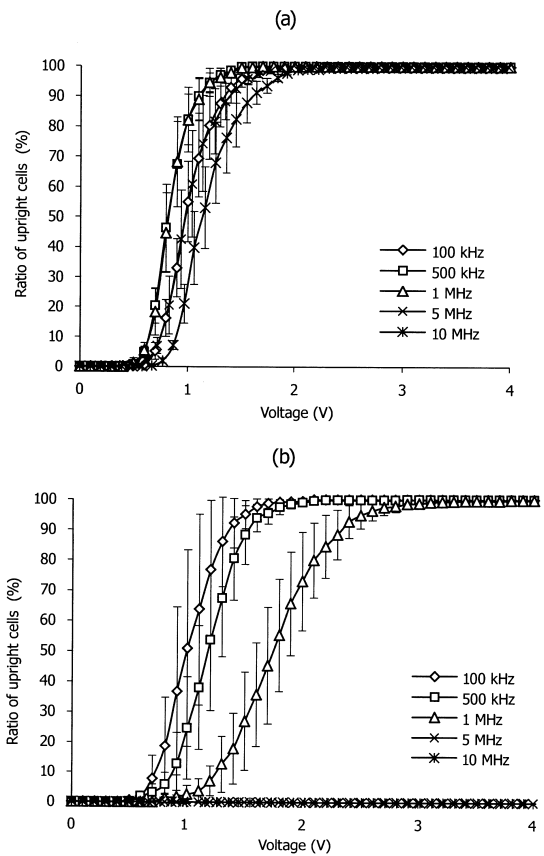 (a)
100
90
80
70
60
50
40
30
20
10
0
Ratio of upright cells (%)
0 1 2 3 4
Voltage (V)
100 kHz
500 kHz
1 MHz
5 MHz
10 MHz
(b)
100
90
80
70
60
50
40
30
20
10
0
Ratio of upright cells (%)
0 1 2 3 4
Voltage (V)
100 kHz
500 kHz
1 MHz
5 MHz
10 MHz